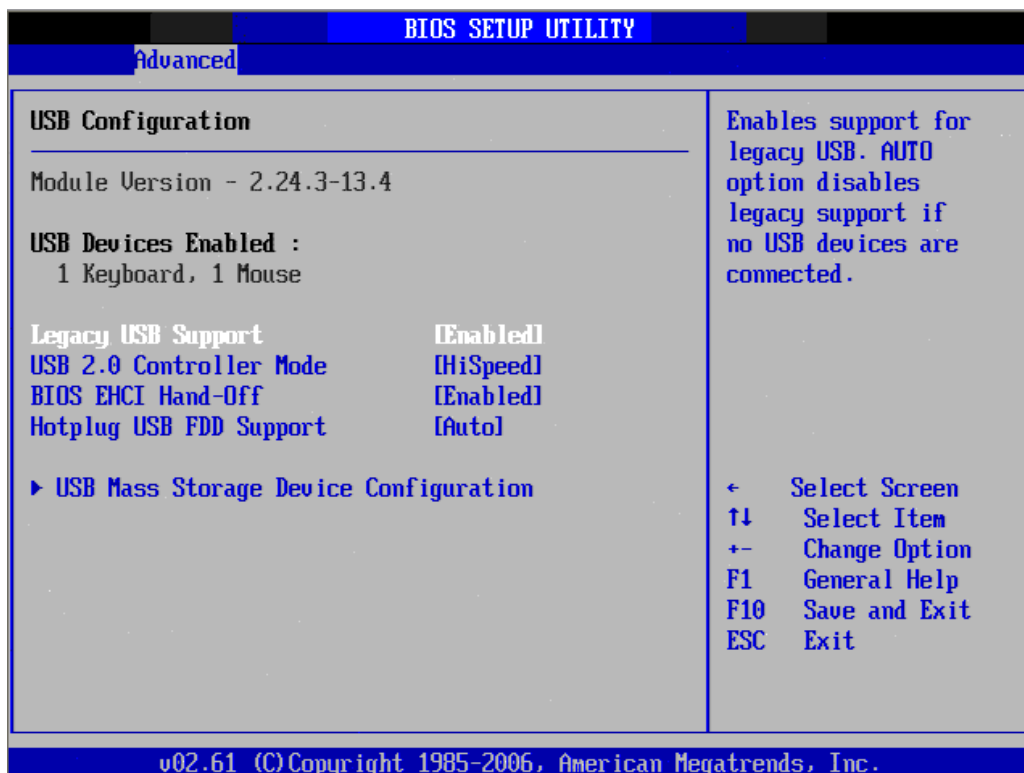 BIOS SETUP UTILITY
Advanced
USB Configuration
Module Version - 2.24.3-13.4
USB Devices Enabled :
1 Keyboard, 1 Mouse
Legacy USB Support [Enabled]
USB 2.0 Controller Mode [HiSpeed]
BIOS EHCI Hand-Off [Enabled]
Hotplug USB FDD Support [Auto]
▶ USB Mass Storage Device Configuration
Enables support for
legacy USB. AUTO
option disables
legacy support if
no USB devices are
connected.
← Select Screen
↑↓ Select Item
+- Change Option
F1 General Help
F10 Save and Exit
ESC Exit
v02.61 (C)Copyright 1985-2006, American Megatrends, Inc.